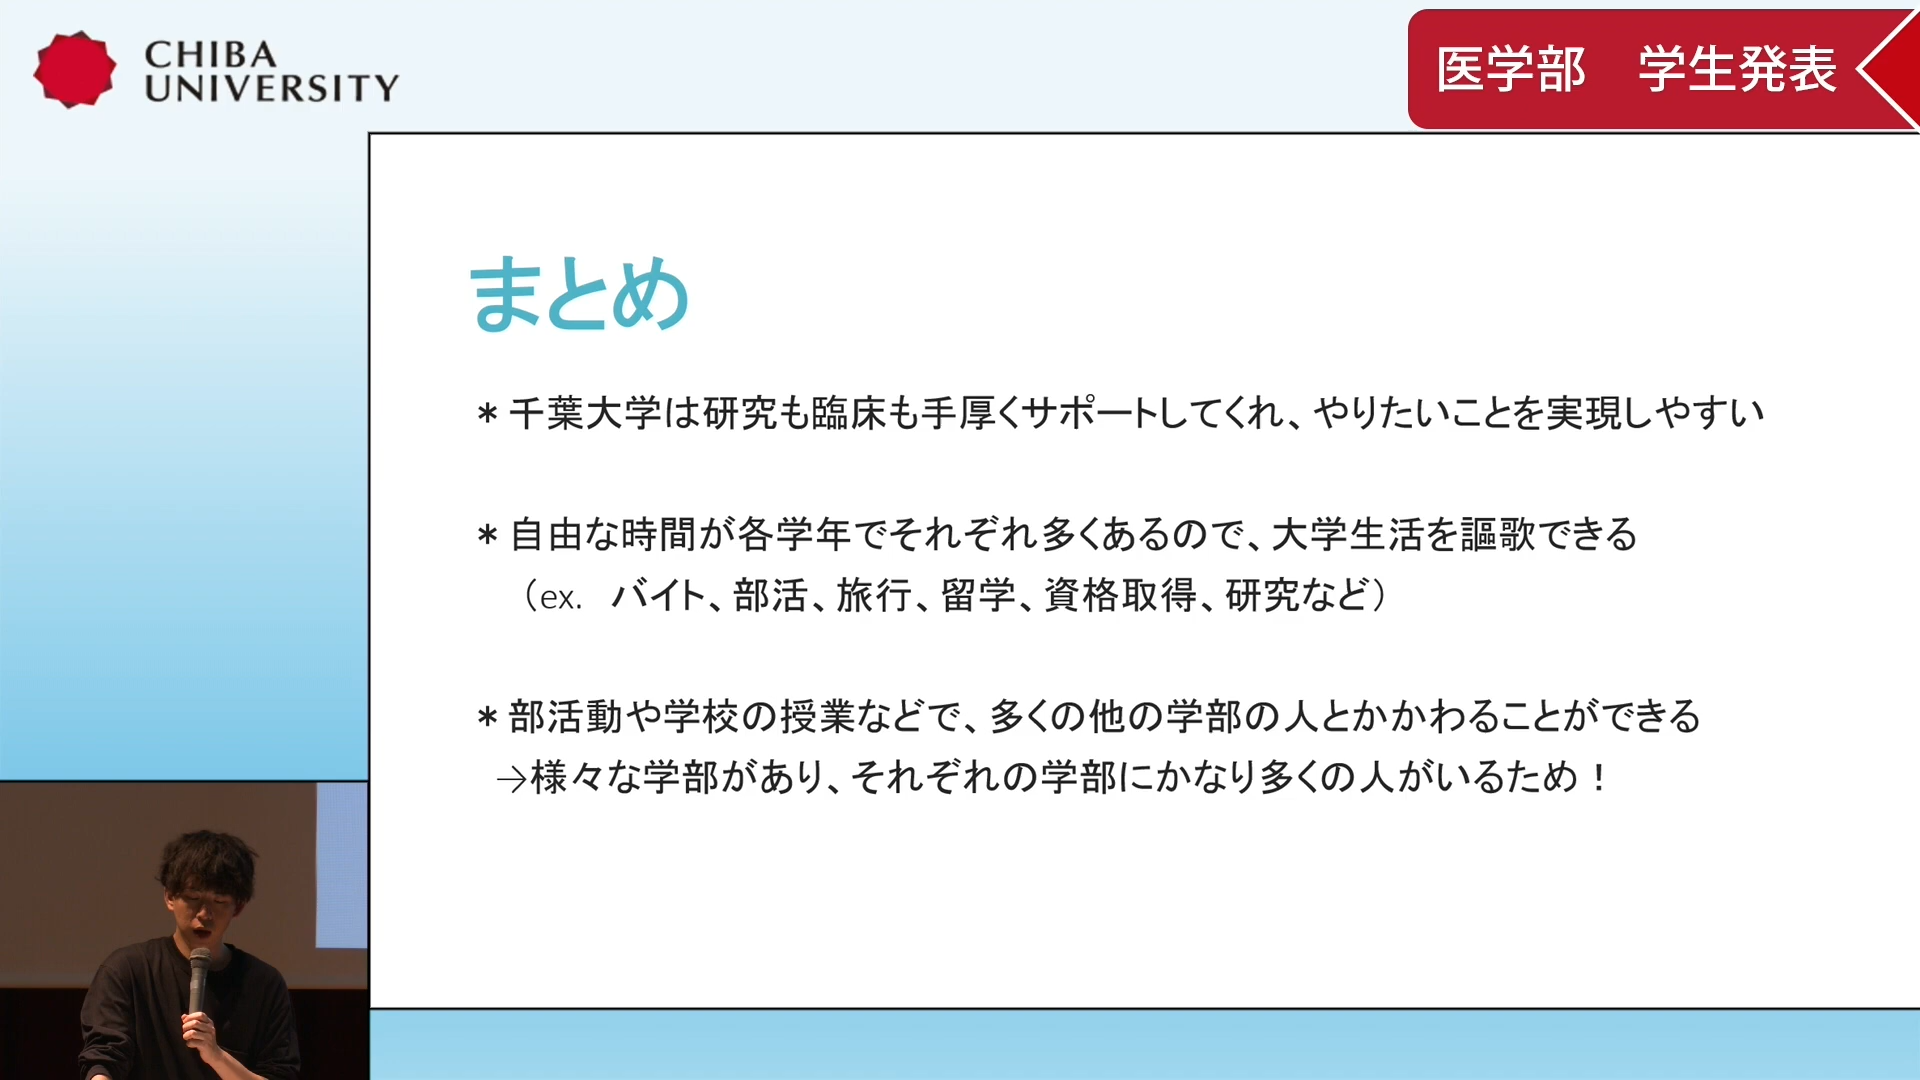 CHIBA
UNIVERSITY
医学部　学生発表
まとめ
＊千葉大学は研究も臨床も手厚くサポートしてくれ、やりたいことを実現しやすい
＊自由な時間が各学年でそれぞれ多くあるので、大学生活を謳歌できる
（ex.　バイト、部活、旅行、留学、資格取得、研究など）
＊部活動や学校の授業などで、多くの他の学部の人とかかわることができる
→様々な学部があり、それぞれの学部にかなり多くの人がいるため！